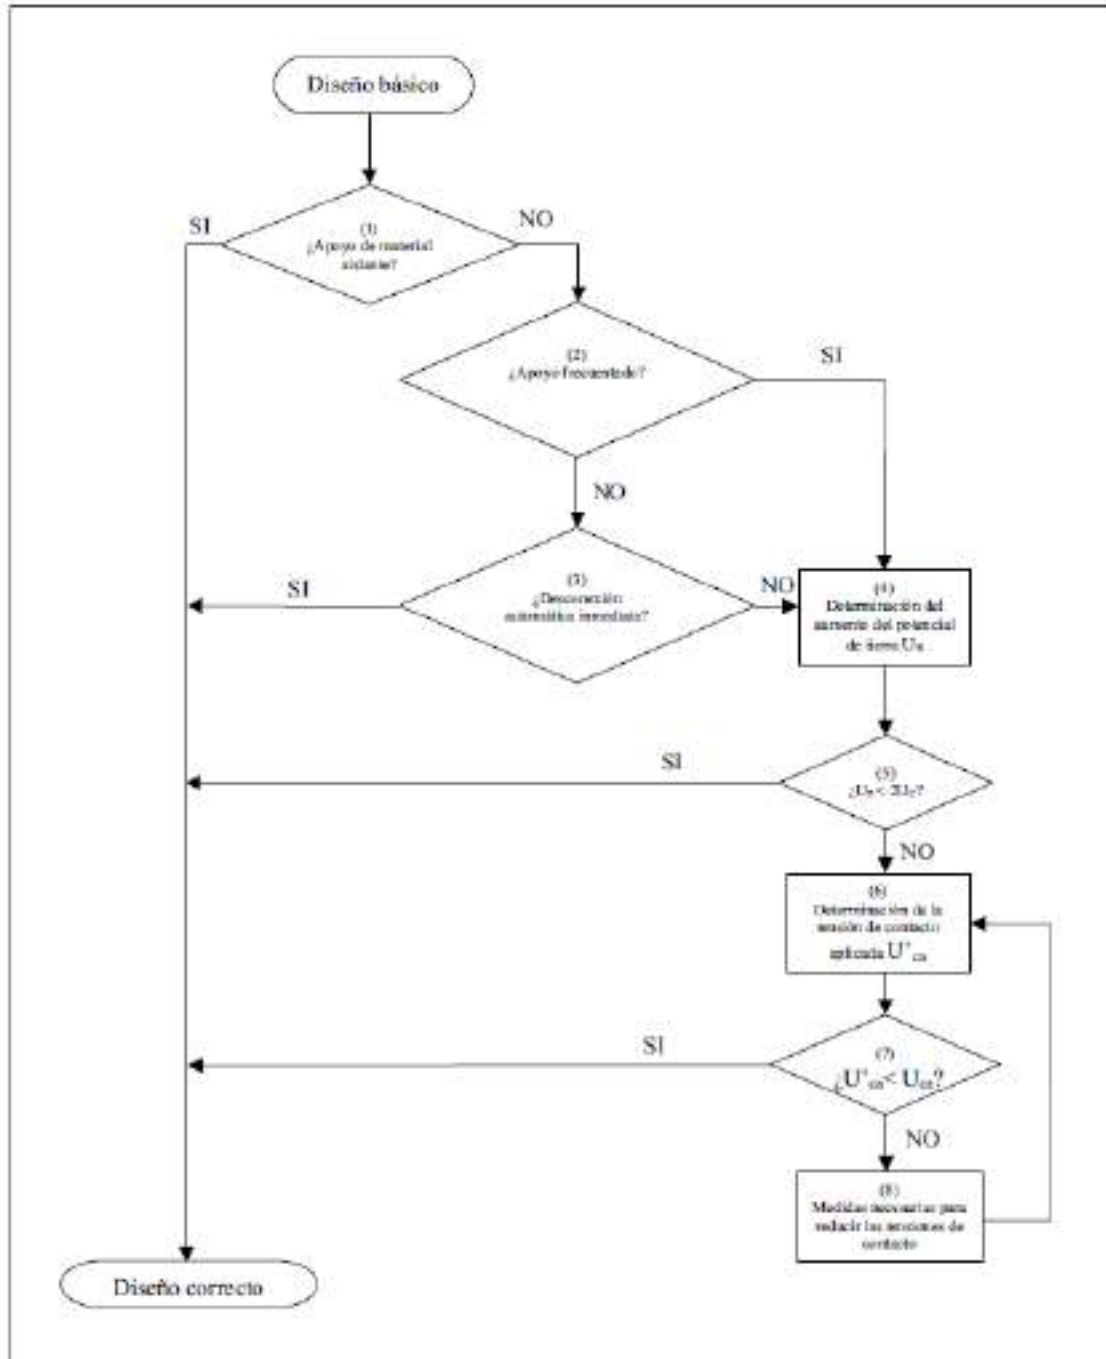 Diseño básico
SI
NO
(1)
¿Apoyo de material
aislante?
(2)
¿Apoyo frecuentado?
SI
NO
(3)
¿Desconexión
automática inmediata?
SI
NO
(4)
Determinación del
aumento del potencial
de tierra U
(5)
SI
NO
(6)
Determinación de la
tensión de contacto
aplicada U'ca
(7)
¿U'ca< Uca?
SI
NO
(8)
Medidas necesarias para
reducir las tensiones de
contacto
Diseño correcto